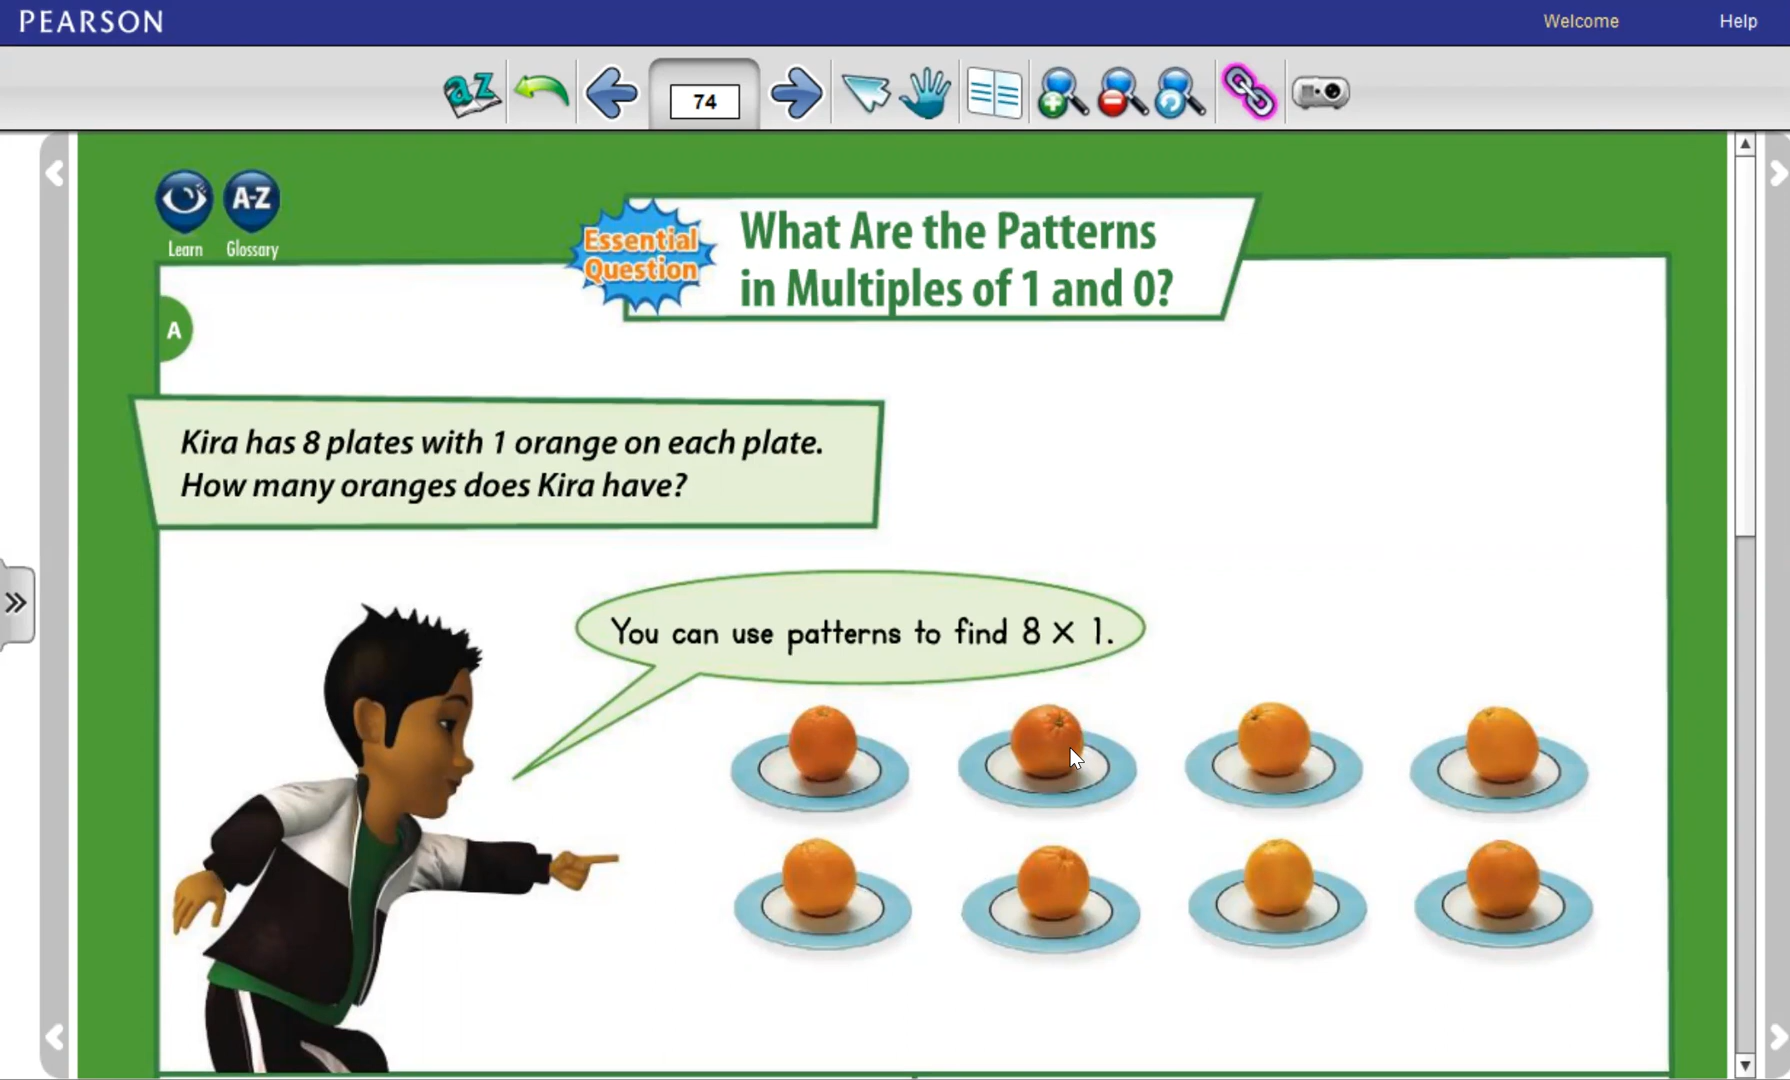 PEARSON
Welcome
Help
aZ
74
A-Z
Learn
Glossary
Essential
Question
What Are the Patterns
in Multiples of 1 and 0?
A
Kira has 8 plates with 1 orange on each plate.
How many oranges does Kira have?
You can use patterns to find 8 × 1.